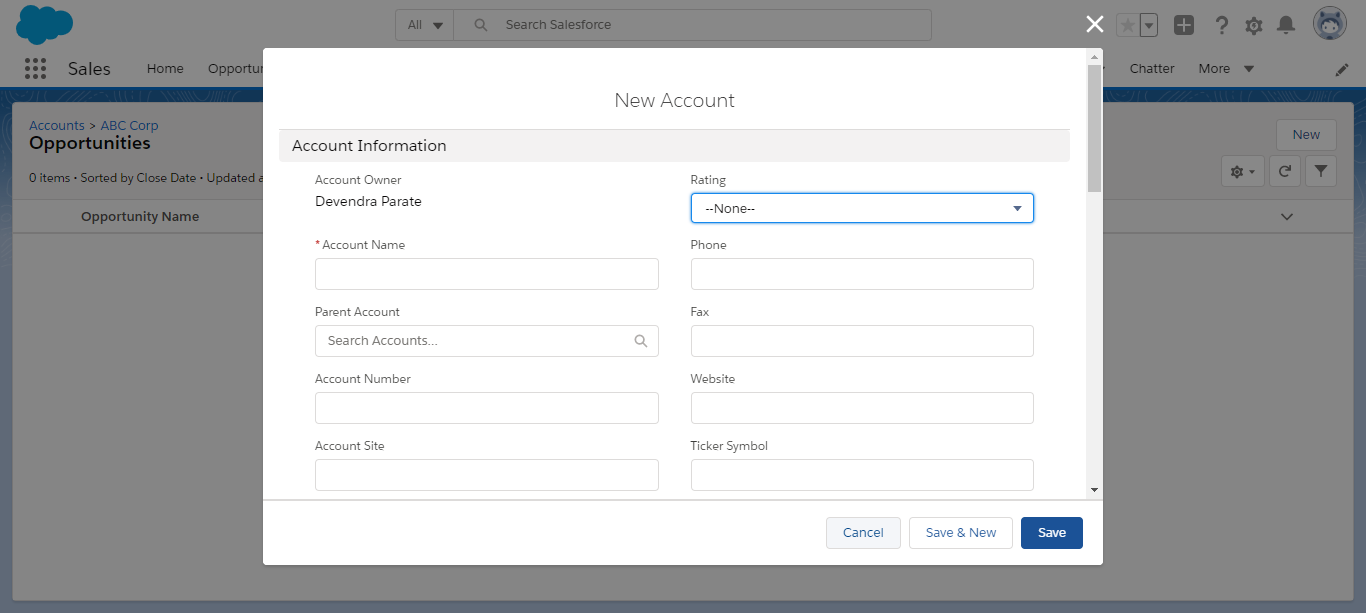 All
Search Salesforce
Sales
Home
Opportu
Chatter
More
Accounts > ABC Corp
Opportunities
0 items • Sorted by Close Date • Updated a
New
Opportunity Name
New Account
Account Information
Account Owner
Devendra Parate
Rating
--None--
* Account Name
Phone
Parent Account
Search Accounts...
Fax
Account Number
Website
Account Site
Ticker Symbol
Cancel
Save & New
Save